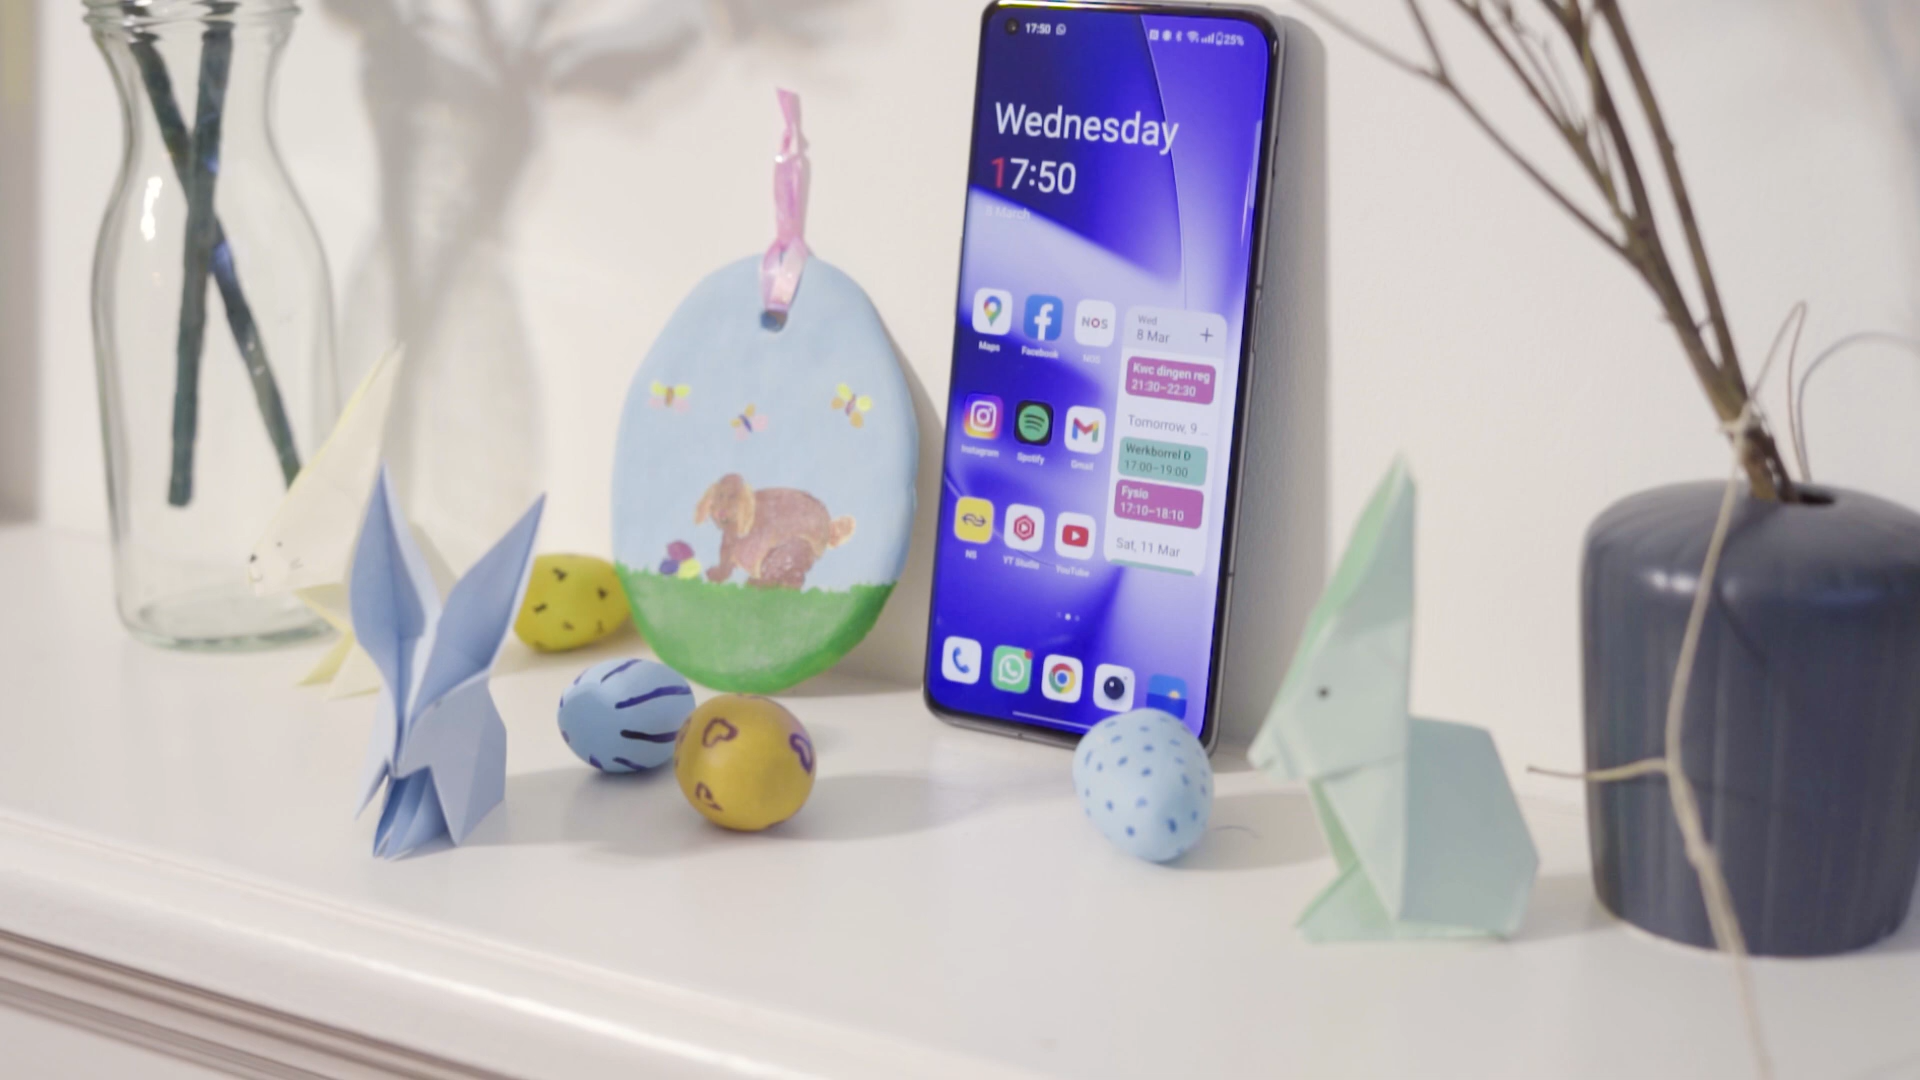 17:50
25%
Wednesday
17:50
8 March
Maps
Facebook
NOS
NOS
Wed
8 Mar
Kwc dingen reg
21:30–22:30
Instagram
Spotify
Gmail
Tomorrow, 9 ...
Werkborrel D
17:00–19:00
Fysio
17:10–18:10
NS
YT Studio
YouTube
Sat, 11 Mar